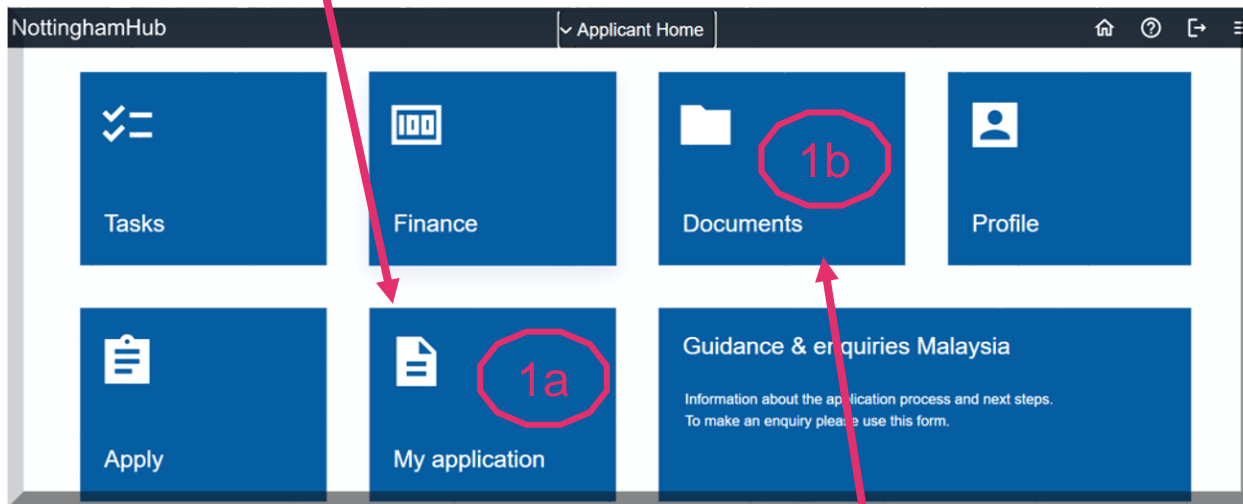 NottinghamHub
Applicant Home
Tasks
Finance
1b
Documents
Profile
Apply
1a
My application
Guidance & enquiries Malaysia
Information about the application process and next steps.
To make an enquiry please use this form.